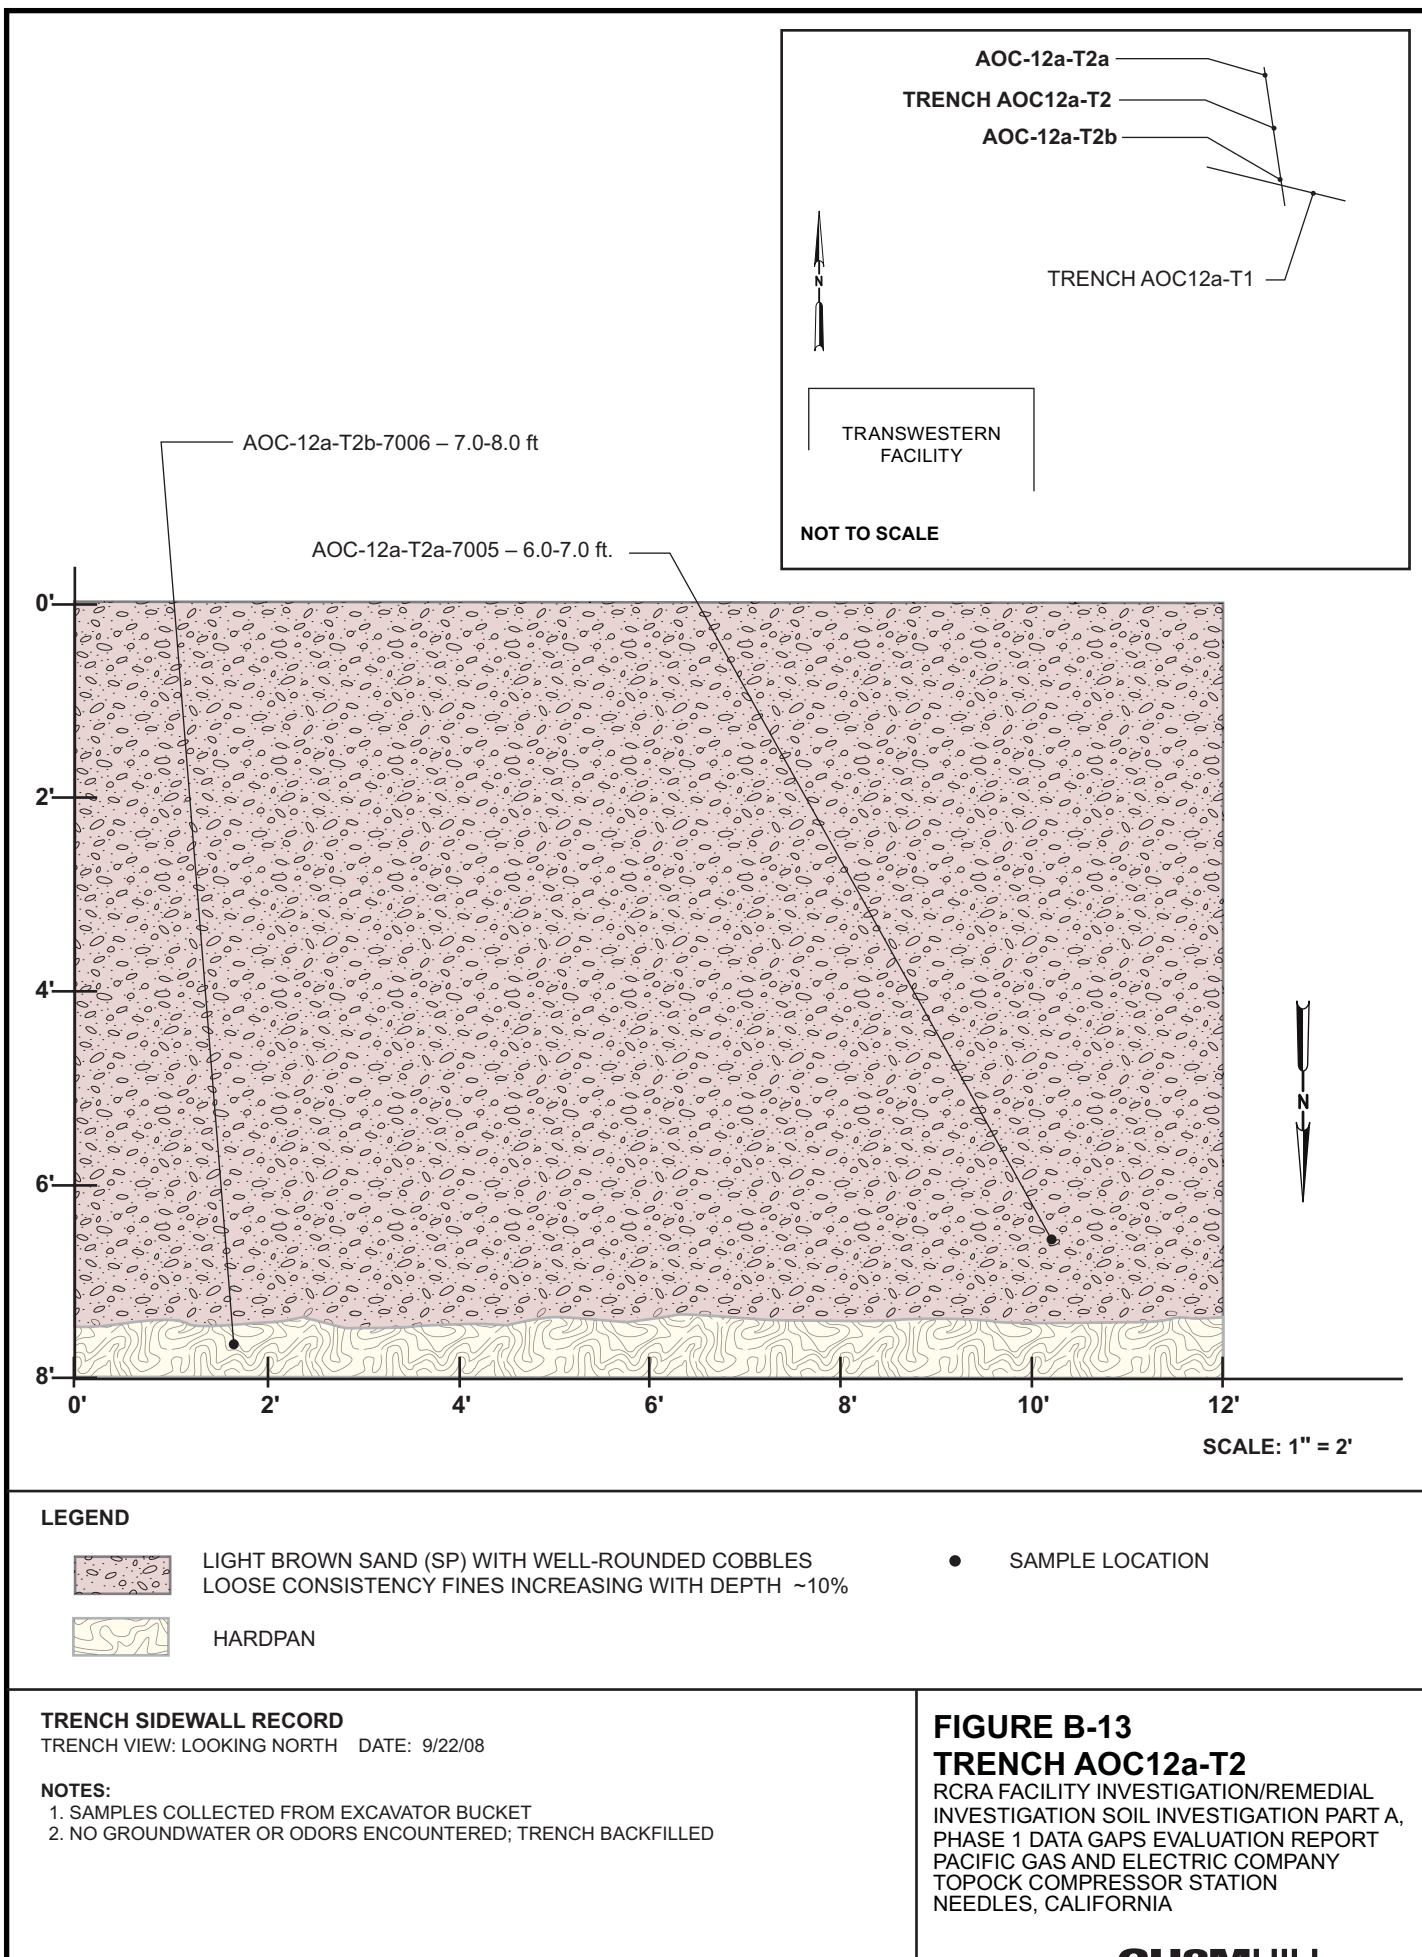 AOC-12a-T2a
TRENCH AOC12a-T2
AOC-12a-T2b
TRENCH AOC12a-T1
N
TRANSWESTERN
FACILITY
NOT TO SCALE
AOC-12a-T2b-7006 – 7.0-8.0 ft
AOC-12a-T2a-7005 – 6.0-7.0 ft.
0'
2'
4'
6'
8'
N
0' 2' 4' 6' 8' 10' 12'
SCALE: 1" = 2'
LEGEND
LIGHT BROWN SAND (SP) WITH WELL-ROUNDED COBBLES
LOOSE CONSISTENCY FINES INCREASING WITH DEPTH ~10%
SAMPLE LOCATION
HARDPAN
TRENCH SIDEWALL RECORD
TRENCH VIEW: LOOKING NORTH DATE: 9/22/08
NOTES:
1. SAMPLES COLLECTED FROM EXCAVATOR BUCKET
2. NO GROUNDWATER OR ODORS ENCOUNTERED; TRENCH BACKFILLED
FIGURE B-13
TRENCH AOC12a-T2
RCRA FACILITY INVESTIGATION/REMEDIAL
INVESTIGATION SOIL INVESTIGATION PART A,
PHASE 1 DATA GAPS EVALUATION REPORT
PACIFIC GAS AND ELECTRIC COMPANY
TOPOCK COMPRESSOR STATION
NEEDLES, CALIFORNIA